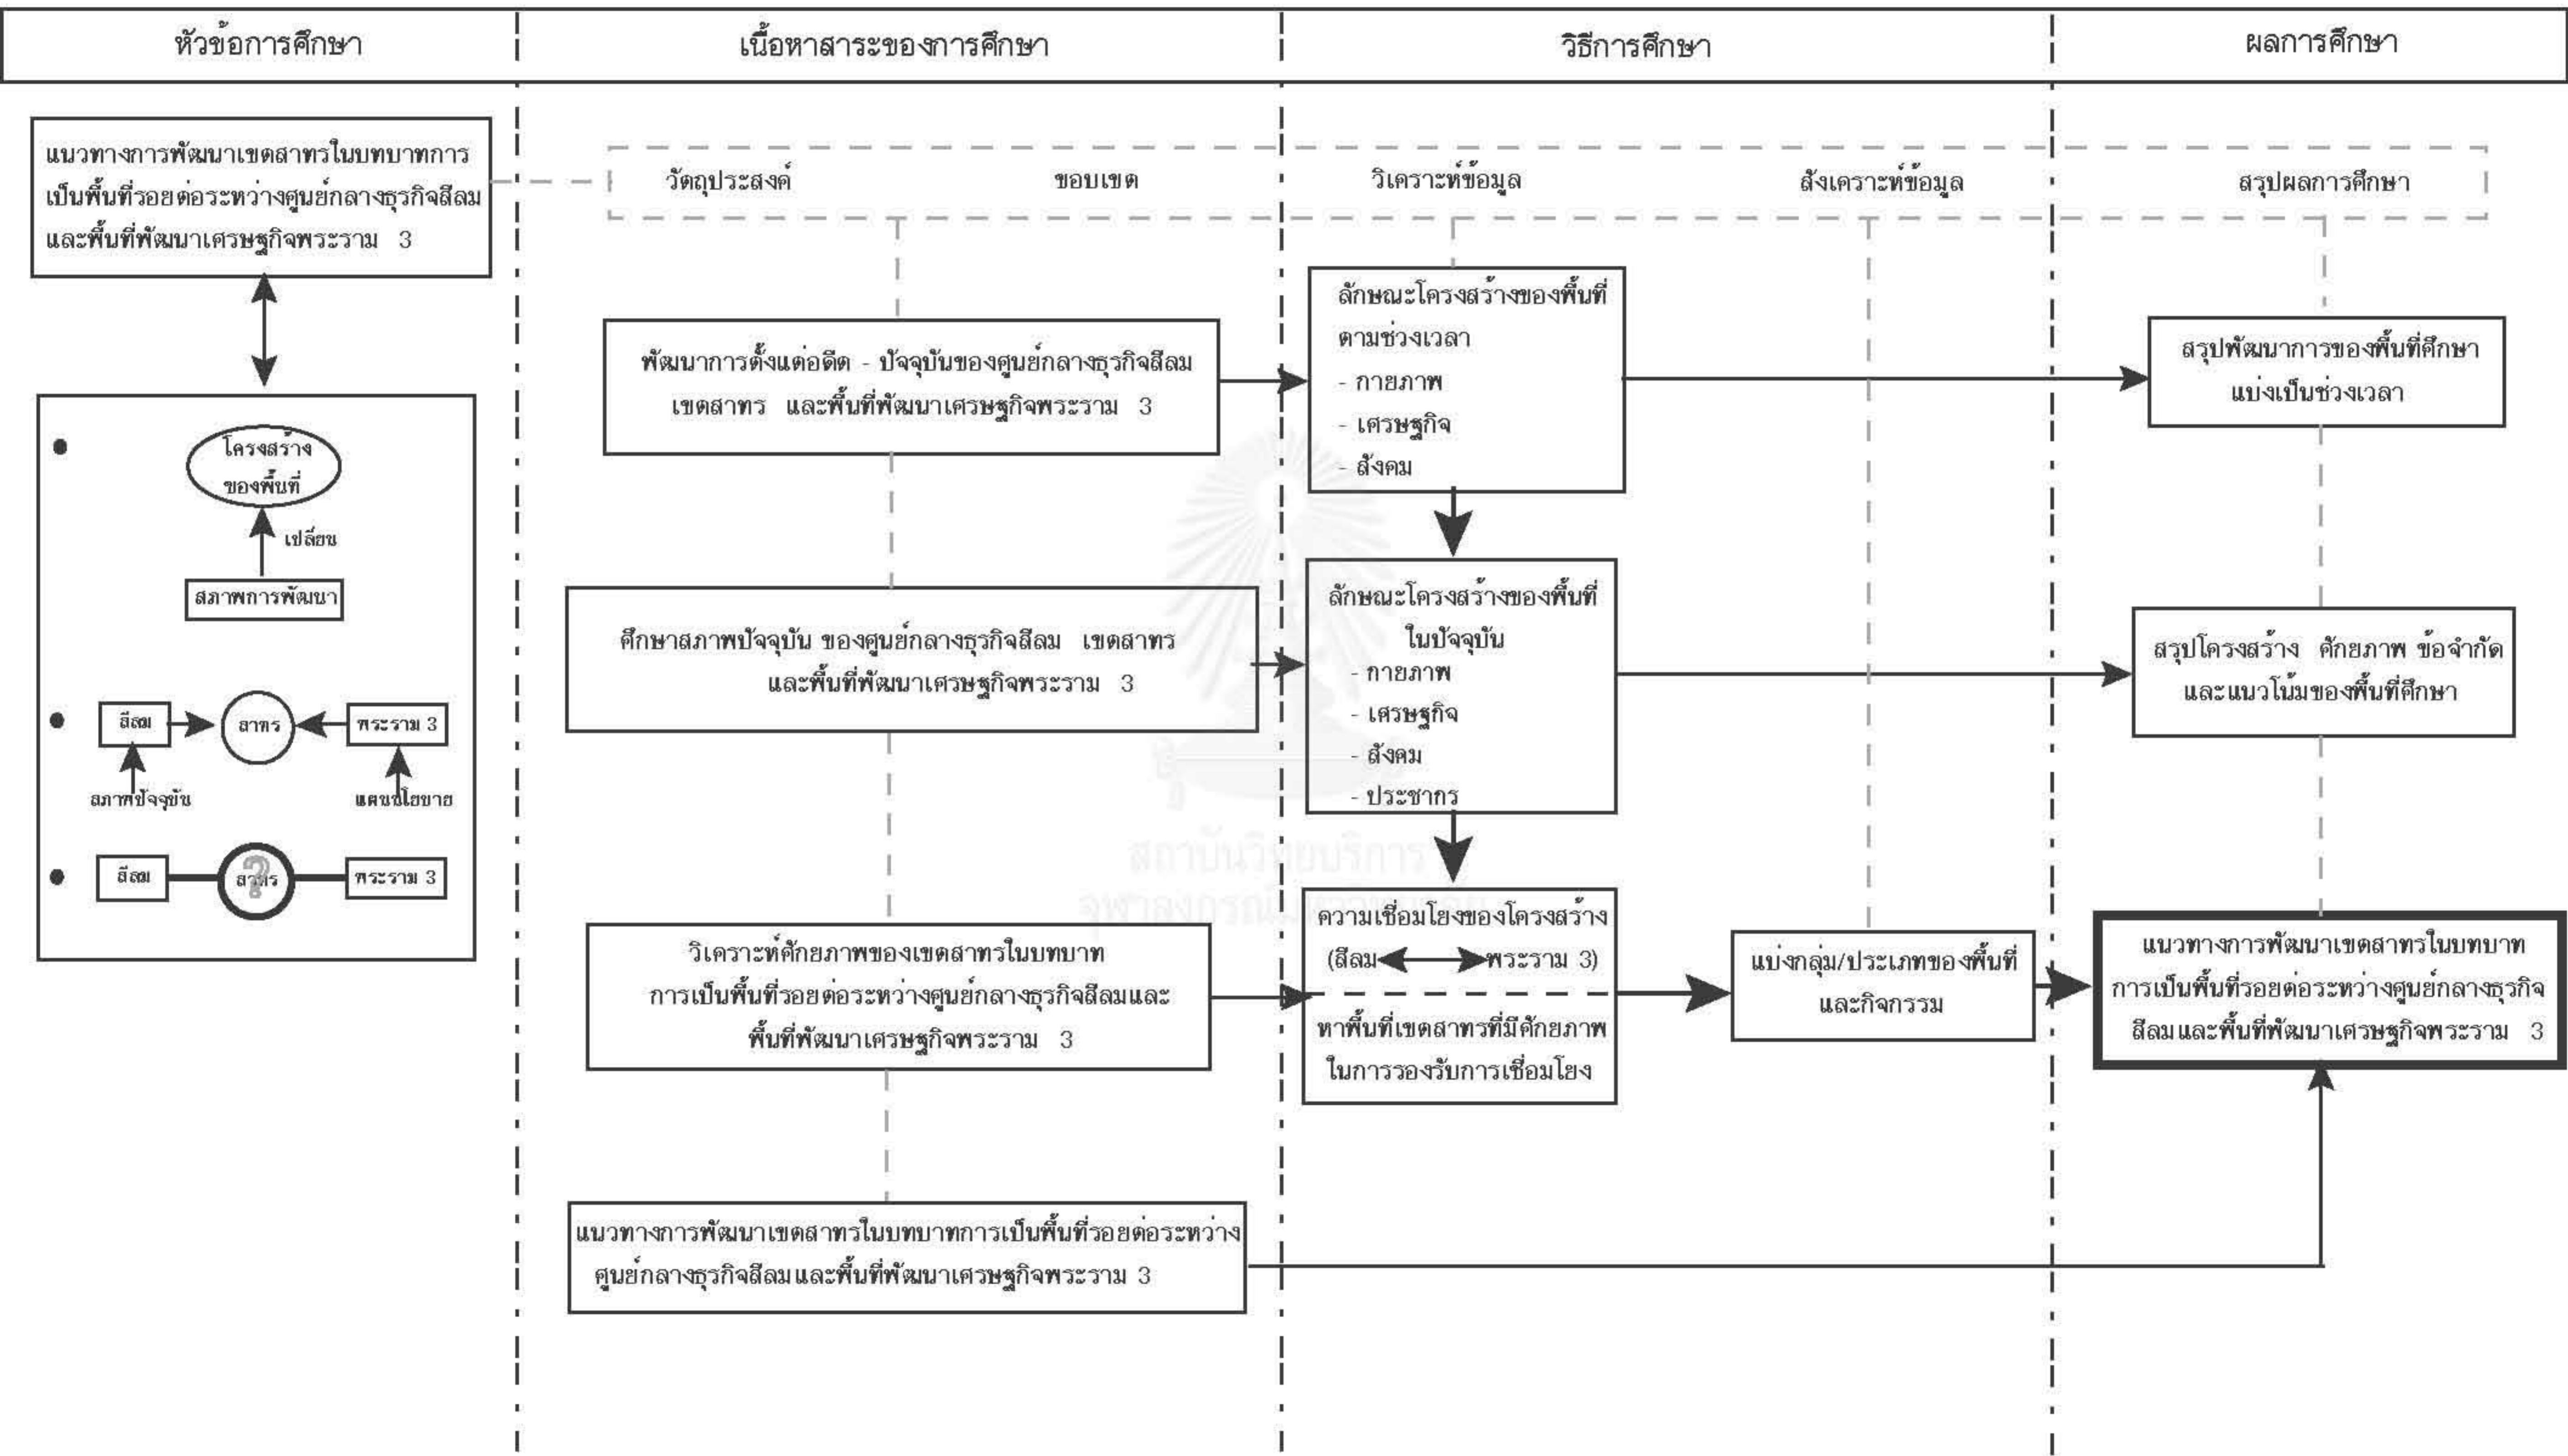 หัวข้อการศึกษา
เนื้อหาสาระของการศึกษา
วิธีการศึกษา
ผลการศึกษา
แนวทางการพัฒนาเขตสาทรในบทบาทการ
เป็นพื้นที่รอยต่อระหว่างศูนย์กลางธุรกิจสีลม
และพื้นที่พัฒนาเศรษฐกิจพระราม 3
วัตถุประสงค์
ขอบเขต
วิเคราะห์ข้อมูล
สังเคราะห์ข้อมูล
สรุปผลการศึกษา
โครงสร้าง
ของพื้นที่
เปลี่ยน
สภาพการพัฒนา
สีลม
สาทร
พระราม 3
สภาพปัจจุบัน
แผนนโยบาย
สีลม
สาทร
?
พระราม 3
พัฒนาการตั้งแต่อดีต - ปัจจุบันของศูนย์กลางธุรกิจสีลม
เขตสาทร และพื้นที่พัฒนาเศรษฐกิจพระราม 3
ลักษณะโครงสร้างของพื้นที่
ตามช่วงเวลา
- กายภาพ
- เศรษฐกิจ
- สังคม
สรุปพัฒนาการของพื้นที่ศึกษา
แบ่งเป็นช่วงเวลา
ศึกษาสภาพปัจจุบัน ของศูนย์กลางธุรกิจสีลม เขตสาทร
และพื้นที่พัฒนาเศรษฐกิจพระราม 3
ลักษณะโครงสร้างของพื้นที่
ในปัจจุบัน
- กายภาพ
- เศรษฐกิจ
- สังคม
- ประชากร
สรุปโครงสร้าง ศักยภาพ ข้อจำกัด
และแนวโน้มของพื้นที่ศึกษา
สถาบันวิทยบริการ
จุฬาลงกรณ์มหาวิทยาลัย
วิเคราะห์ศักยภาพของเขตสาทรในบทบาท
การเป็นพื้นที่รอยต่อระหว่างศูนย์กลางธุรกิจสีลมและ
พื้นที่พัฒนาเศรษฐกิจพระราม 3
ความเชื่อมโยงของโครงสร้าง
(สีลม พระราม 3)
หาพื้นที่เขตสาทรที่มีศักยภาพ
ในการรองรับการเชื่อมโยง
แบ่งกลุ่ม/ประเภทของพื้นที่
และกิจกรรม
แนวทางการพัฒนาเขตสาทรในบทบาท
การเป็นพื้นที่รอยต่อระหว่างศูนย์กลางธุรกิจ
สีลมและพื้นที่พัฒนาเศรษฐกิจพระราม 3
แนวทางการพัฒนาเขตสาทรในบทบาทการเป็นพื้นที่รอยต่อระหว่าง
ศูนย์กลางธุรกิจสีลมและพื้นที่พัฒนาเศรษฐกิจพระราม 3